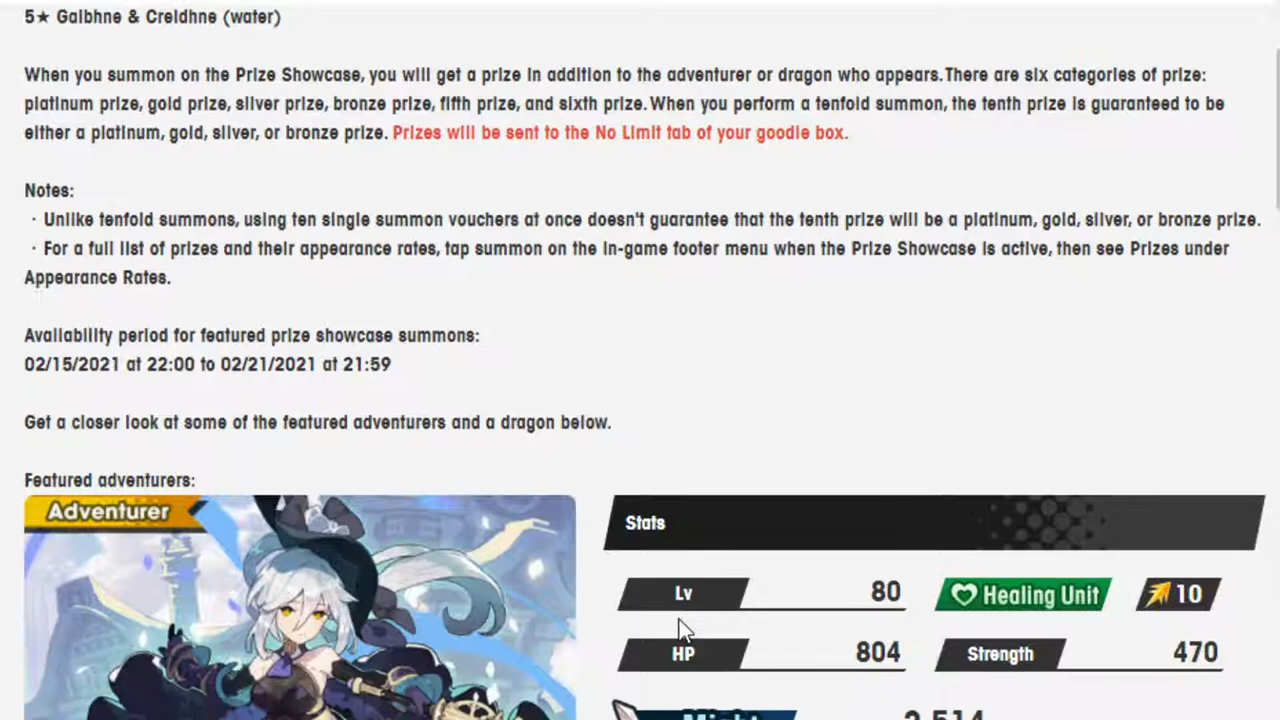 5★ Gaibhne & Creidhne (water)
When you summon on the Prize Showcase, you will get a prize in addition to the adventurer or dragon who appears. There are six categories of prize:
platinum prize, gold prize, silver prize, bronze prize, fifth prize, and sixth prize. When you perform a tenfold summon, the tenth prize is guaranteed to be
either a platinum, gold, silver, or bronze prize. Prizes will be sent to the No Limit tab of your goodie box.
Notes:
· Unlike tenfold summons, using ten single summon vouchers at once doesn't guarantee that the tenth prize will be a platinum, gold, silver, or bronze prize.
· For a full list of prizes and their appearance rates, tap summon on the in-game footer menu when the Prize Showcase is active, then see Prizes under
Appearance Rates.
Availability period for featured prize showcase summons:
02/15/2021 at 22:00 to 02/21/2021 at 21:59
Get a closer look at some of the featured adventurers and a dragon below.
Featured adventurers:
Adventurer
Stats
Lv 80 Healing Unit 10
HP 804 Strength 470
Might 2,514